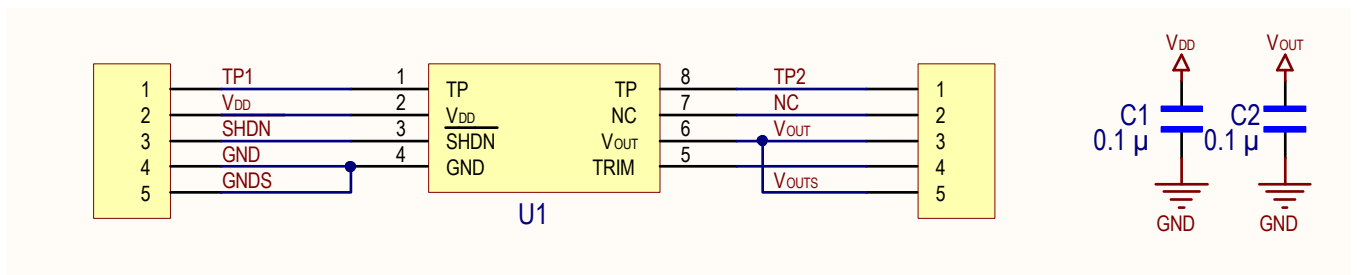 TP1
VDD
SHDN
GND
GNDS
1
2
3
4
5
1
2
3
4
TP
VDD
SHDN
GND
TP
NC
VOUT
TRIM
U1
8
7
6
5
TP2
NC
VOUT
VOUTS
1
2
3
4
5
VDD
C1
0.1 µ
GND
VOUT
C2
0.1 µ
GND